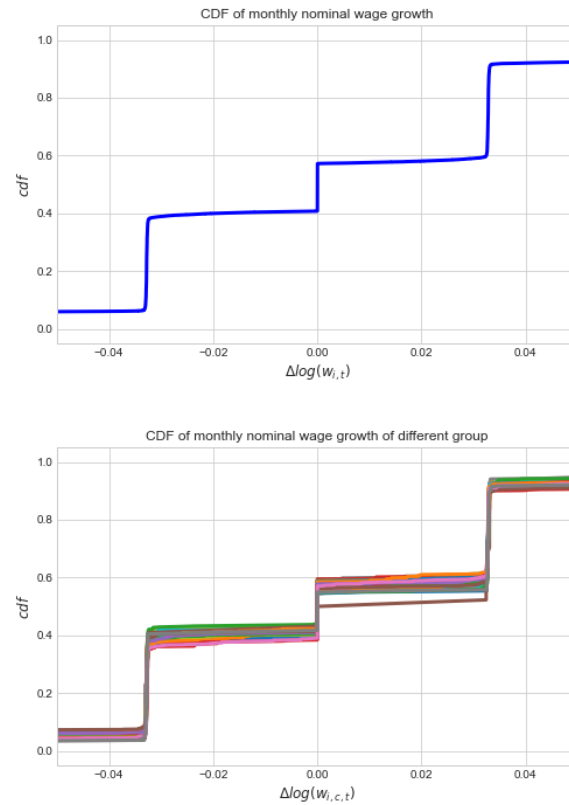 CDF of monthly nominal wage growth
1.0
0.8
0.6
0.4
0.2
0.0
cdf
−0.04 −0.02 0.00 0.02 0.04
Δlog(w_{i,t})
CDF of monthly nominal wage growth of different group
1.0
0.8
0.6
0.4
0.2
0.0
cdf
−0.04 −0.02 0.00 0.02 0.04
Δlog(w_{i,c,t})